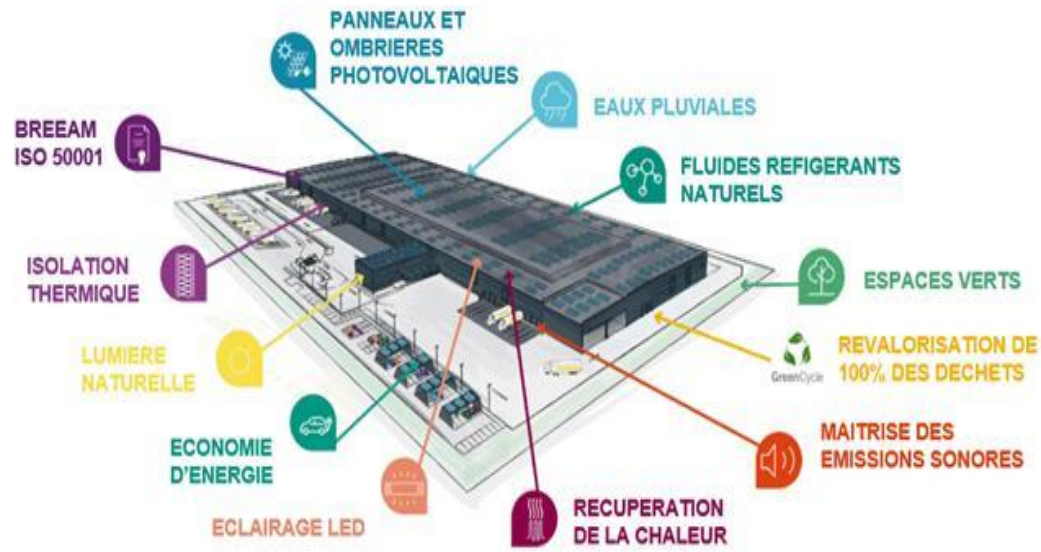 PANNEAUX ET
OMBRIERES
PHOTOVOLTAIQUES
EAUX PLUVIALES
BREEAM
ISO 50001
FLUIDES REFIGERANTS
NATURELS
ISOLATION
THERMIQUE
ESPACES VERTS
LUMIERE
NATURELLE
GreenCycle
REVALORISATION DE
100% DES DECHETS
ECONOMIE
D'ENERGIE
MAITRISE DES
EMISSIONS SONORES
ECLAIRAGE LED
RECUPERATION
DE LA CHALEUR